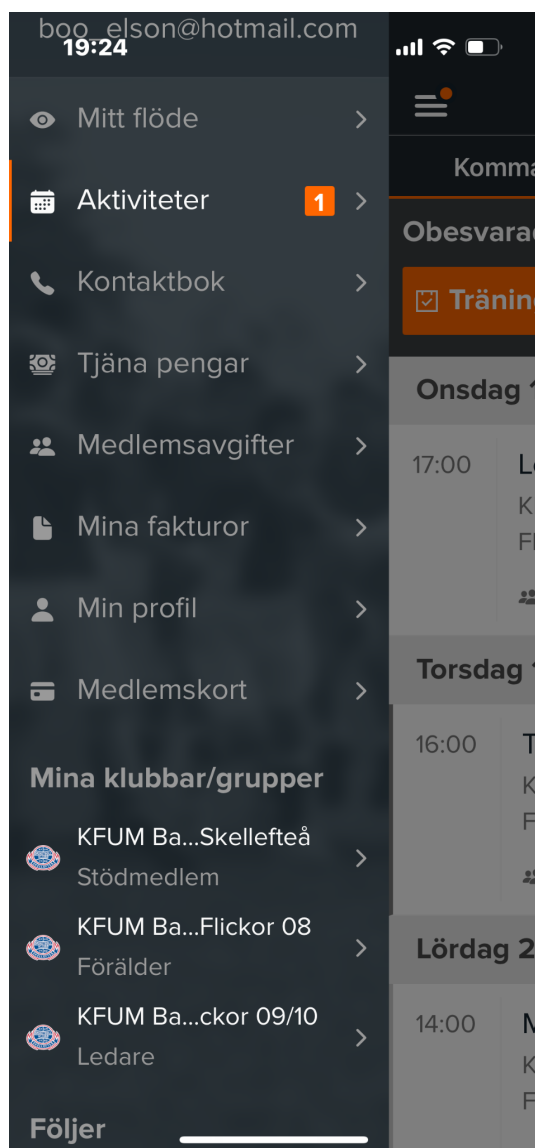 boo_elson@hotmail.com
19:24
Mitt flöde
Aktiviteter 1
Kontaktbok
Tjäna pengar
Medlemsavgifter
Mina fakturor
Min profil
Medlemskort
Mina klubbar/grupper
KFUM Ba...Skellefteå
Stödmedlem
KFUM Ba...Flickor 08
Förälder
KFUM Ba...ckor 09/10
Ledare
Följer
Komma
Obesvarad
Tränin
Onsdag 1
17:00
K
Torsdag 1
16:00 T
K
F
Lördag 2
14:00 M
K
F